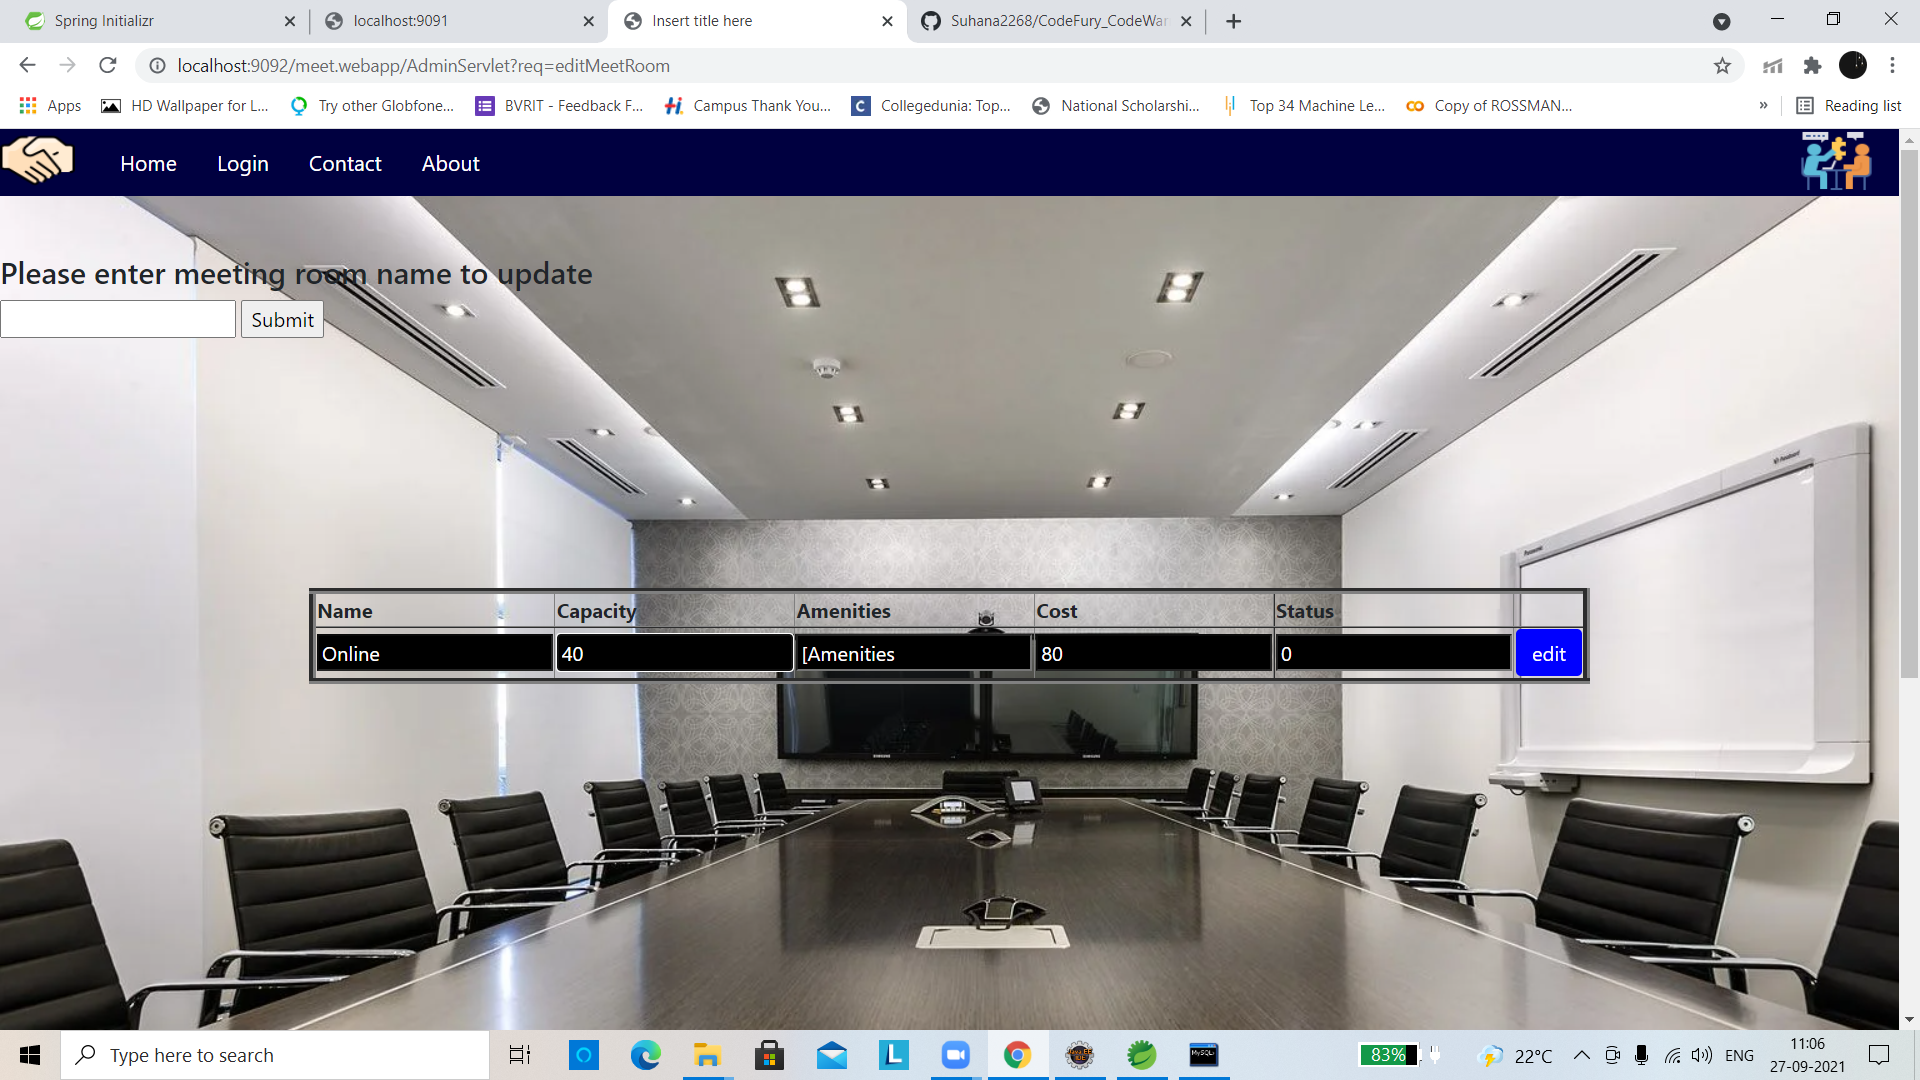 Spring Initializr
localhost:9091
Insert title here
Suhana2268/CodeFury_CodeWar
localhost:9092/meet.webapp/AdminServlet?req=editMeetRoom
Apps
HD Wallpaper for L...
Try other Globfone...
BVRIT - Feedback F...
Campus Thank You...
Collegedunia: Top...
National Scholarshi...
Top 34 Machine Le...
Copy of ROSSMAN...
»
Reading list
Home Login Contact About
Please enter meeting room name to update
Submit
Name Capacity Amenities Cost Status
Online 40 [Amenities 80 0 edit
SAMSUNG SAMSUNG
Type here to search
83%
22°C
ENG
11:06
27-09-2021